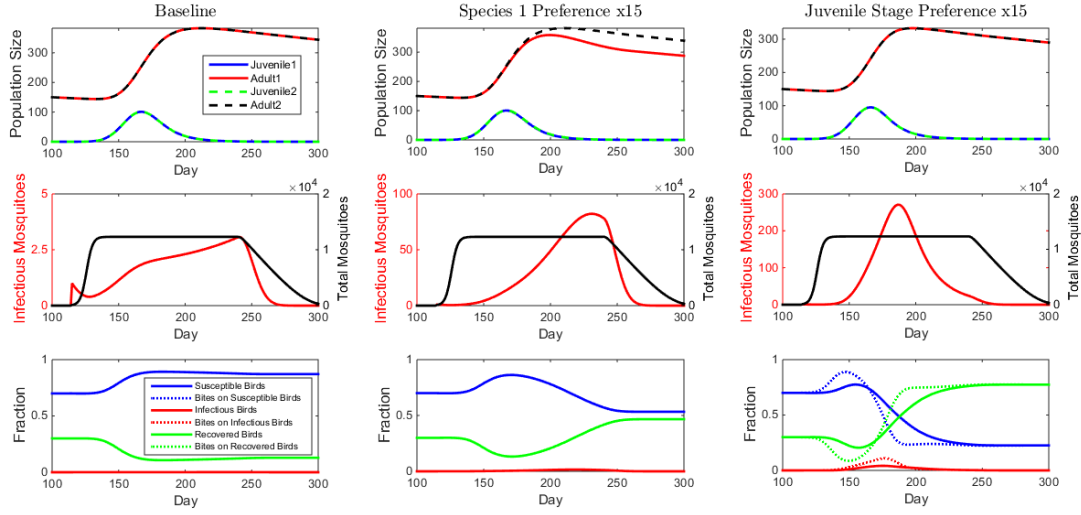 Baseline
Species 1 Preference x15
Juvenile Stage Preference x15
Population Size
300
200
100
0
Juvenile1
Adult1
Juvenile2
Adult2
100 150 200 250 300
Day
Population Size
300
200
100
0
100 150 200 250 300
Day
Population Size
300
200
100
0
100 150 200 250 300
Day
Infectious Mosquitoes
5
2.5
0
×10⁴
2
1
0
Total Mosquitoes
100 150 200 250 300
Day
Infectious Mosquitoes
100
50
0
×10⁴
2
1
0
Total Mosquitoes
100 150 200 250 300
Day
Infectious Mosquitoes
300
200
100
0
×10⁴
2
1
0
Total Mosquitoes
100 150 200 250 300
Day
Fraction
1
0.5
0
Susceptible Birds
Bites on Susceptible Birds
Infectious Birds
Bites on Infectious Birds
Recovered Birds
Bites on Recovered Birds
100 150 200 250 300
Day
Fraction
1
0.5
0
100 150 200 250 300
Day
Fraction
1
0.5
0
100 150 200 250 300
Day